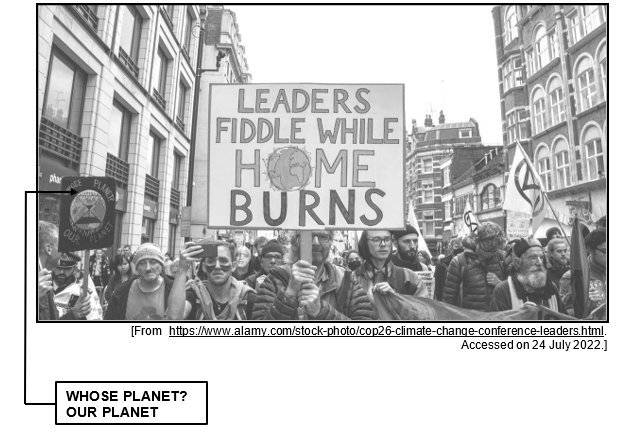 LEADERS
FIDDLE WHILE
HOME
BURNS
WHOSE PLANET
OUR PLANET
[From https://www.alamy.com/stock-photo/cop26-climate-change-conference-leaders.html.
Accessed on 24 July 2022.]
WHOSE PLANET?
OUR PLANET